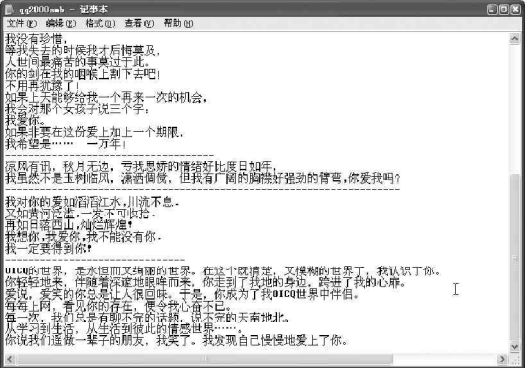 qq2000nmb - 记事本
文件(F) 编辑(E) 格式(O) 查看(V) 帮助(H)
我没有珍惜,
等我失去的时候我才后悔莫及,
人世间最痛苦的事莫过于此。
你的剑在我的咽喉上割下去吧!
不用再犹豫了!
如果上天能够给我一个再来一次的机会,
我会对那个女孩子说三个字:
我爱你。
如果非要在这份爱上加上一个期限,
我希望是…… 一万年!
凉风有讯,秋月无边,亏我思娇的情绪好比度日如年,
我虽然不是玉树临风,潇洒倜傥,但我有广阔的胸襟好强劲的臂弯,你爱我吗?
我对你的爱如滔滔江水,川流不息.
又如黄河泛滥.一发不可收拾.
再如日落西山,灿烂辉煌!
我想你,我爱你,我不能没有你.
我一定要得到你!
OICQ的世界,是永恒而又绚丽的世界。在这个既清楚,又模糊的世界了,我认识了你。
你轻轻地来,伴随着深邃地眼眸而来,你走到了我地的身边,跨进了我的心扉。
爱说,爱笑的你总是让人很回味。于是,你成为了我OICQ世界中伴侣。
每每上网,看见你的存在,便令我心奋不已。
每一次,我们总是有聊不完的话题,说不完的天南地北。
从学习到生活,从生活到彼此的情感世界……。
你说我们连做一辈子的朋友,我笑了。我发现自己慢慢地爱上了你。